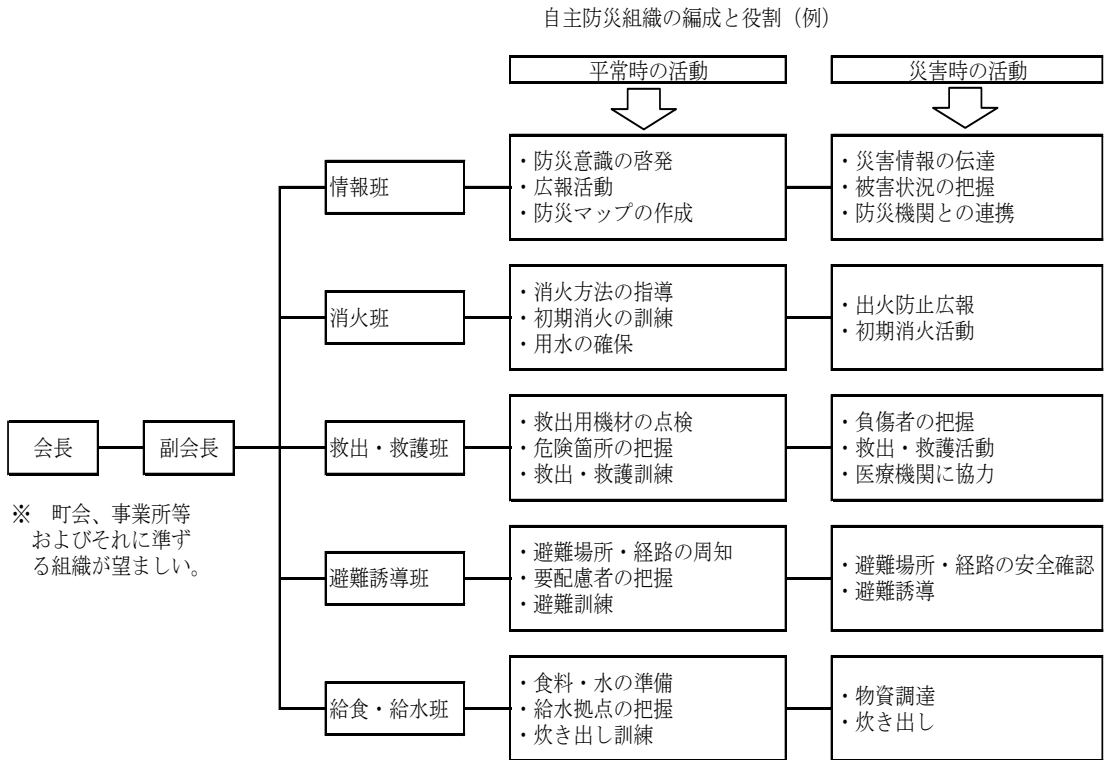 自主防災組織の編成と役割(例)
平常時の活動
災害時の活動
情報班
・防災意識の啓発
・広報活動
・防災マップの作成
・災害情報の伝達
・被害状況の把握
・防災機関との連携
消火班
・消火方法の指導
・初期消火の訓練
・用水の確保
・出火防止広報
・初期消火活動
会長
副会長
救出・救護班
・救出用機材の点検
・危険箇所の把握
・救出・救護訓練
・負傷者の把握
・救出・救護活動
・医療機関に協力
※ 町会、事業所等
およびそれに準ず
る組織が望ましい。
避難誘導班
・避難場所・経路の周知
・要配慮者の把握
・避難訓練
・避難場所・経路の安全確認
・避難誘導
給食・給水班
・食料・水の準備
・給水拠点の把握
・炊き出し訓練
・物資調達
・炊き出し